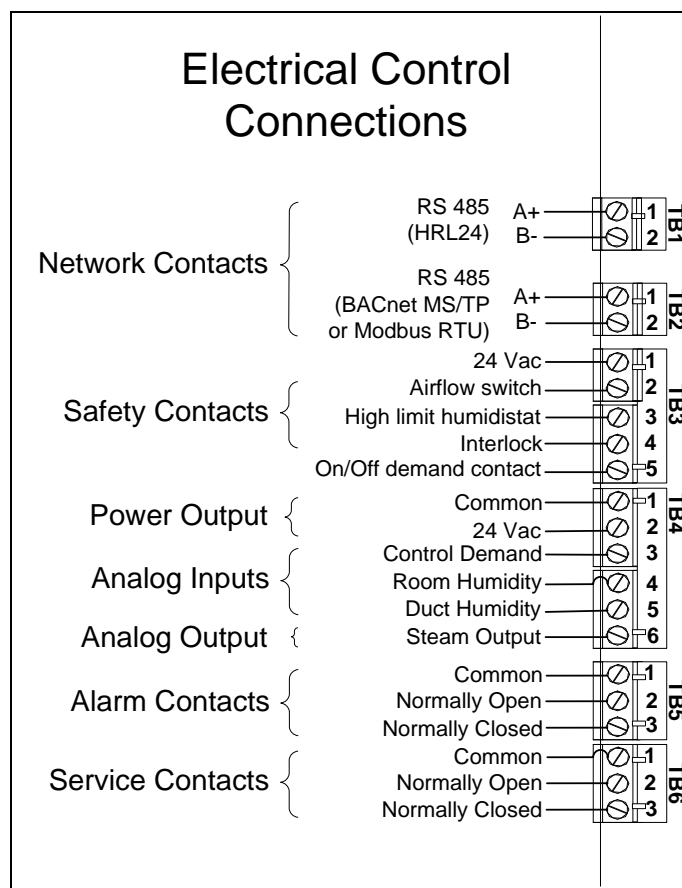 Electrical Control
Connections
Network Contacts
RS 485
(HRL24)
A+
B-
1
2
TB1
RS 485
(BACnet MS/TP
or Modbus RTU)
A+
B-
1
2
TB2
Safety Contacts
24 Vac
Airflow switch
High limit humidistat
Interlock
On/Off demand contact
1
2
3
4
5
TB3
Power Output
Common
24 Vac
Analog Inputs
Control Demand
Room Humidity
Duct Humidity
Analog Output
Steam Output
1
2
3
4
5
6
TB4
Alarm Contacts
Common
Normally Open
Normally Closed
1
2
3
TB5
Service Contacts
Common
Normally Open
Normally Closed
1
2
3
TB6